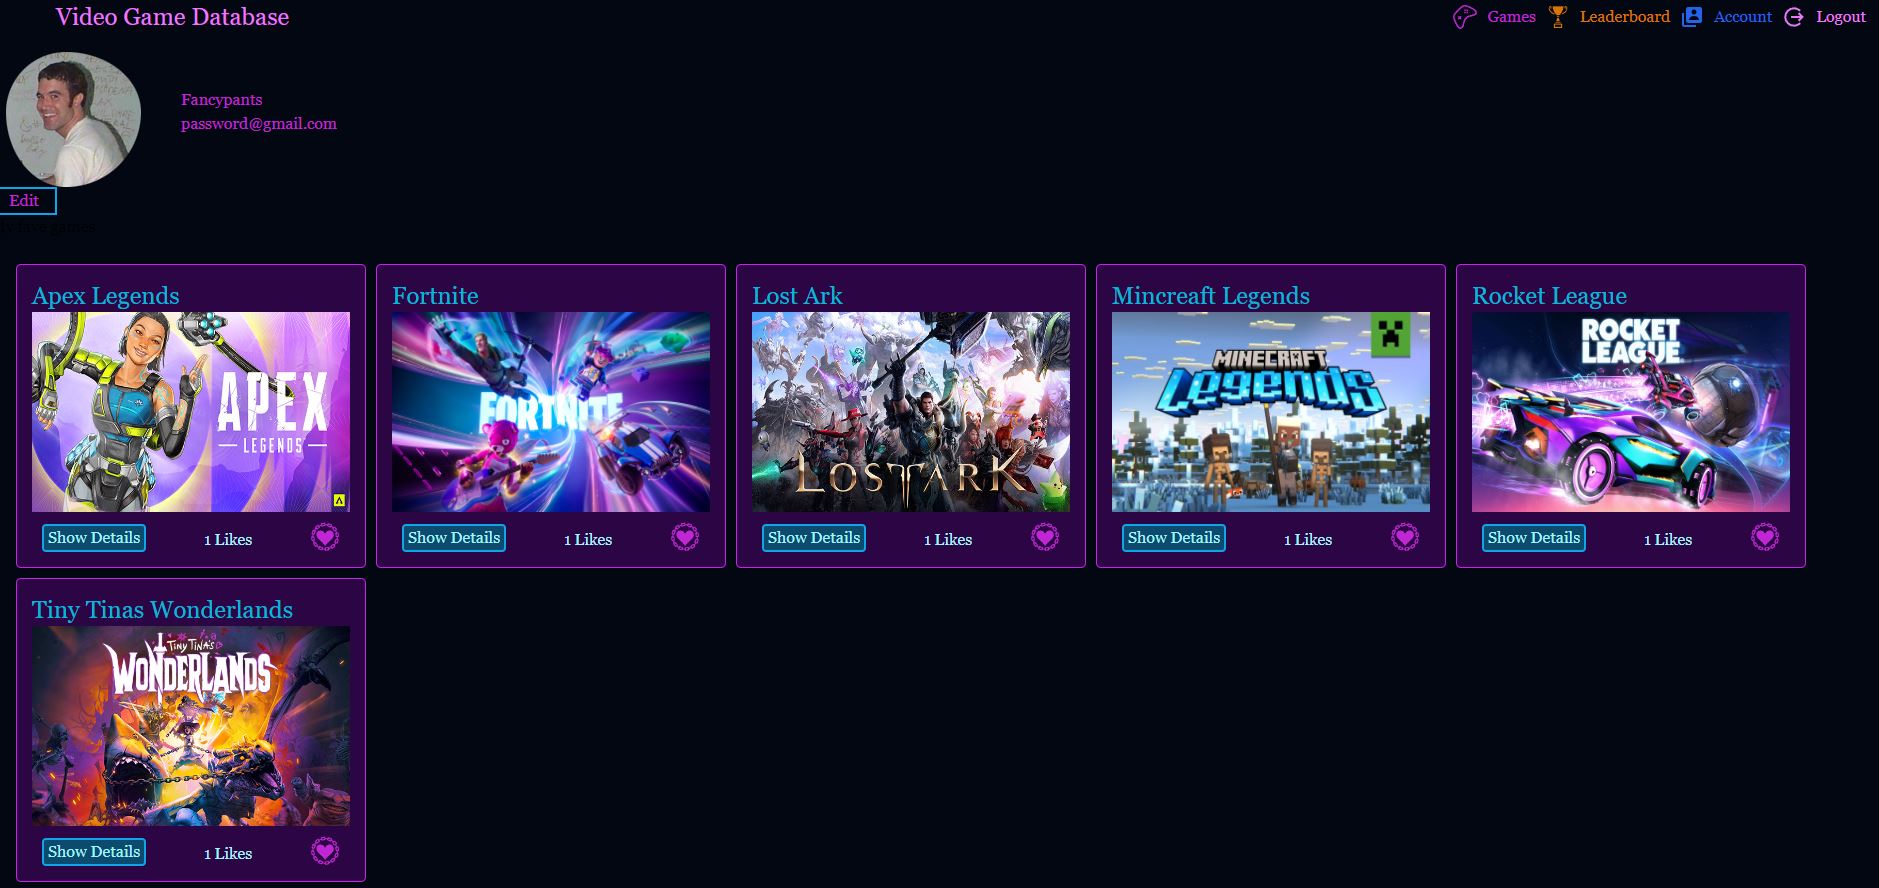 Video Game Database
Games Leaderboard Account Logout
Fancypants
password@gmail.com
Edit
fave games
Apex Legends
APEX
LEGENDS
Show Details 1 Likes
Fortnite
FORTNITE
Show Details 1 Likes
Lost Ark
LOST ARK
Show Details 1 Likes
Mincreaft Legends
MINECRAFT
Legends
Show Details 1 Likes
Rocket League
ROCKET
LEAGUE
Show Details 1 Likes
Tiny Tinas Wonderlands
TINY TINA'S
WONDERLANDS
Show Details 1 Likes